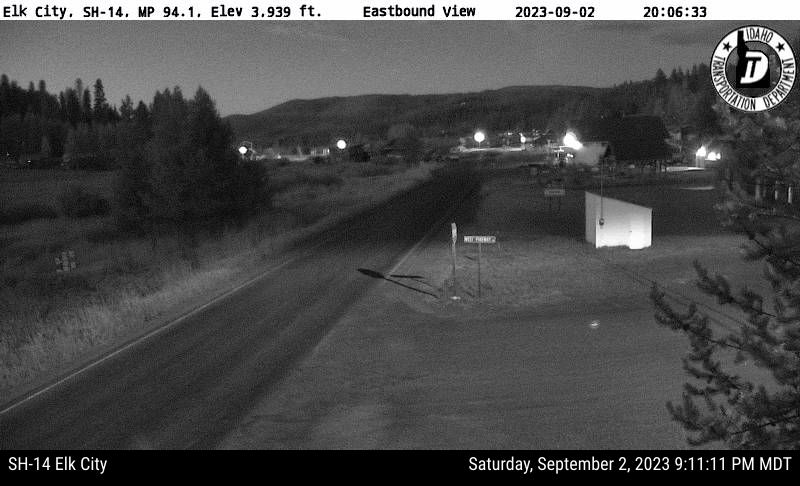 Elk City, SH-14, MP 94.1, Elev 3,939 ft. Eastbound View 2023-09-02 20:06:33
IDAHO
TRANSPORTATION DEPARTMENT
SH-14 Elk City Saturday, September 2, 2023 9:11:11 PM MDT